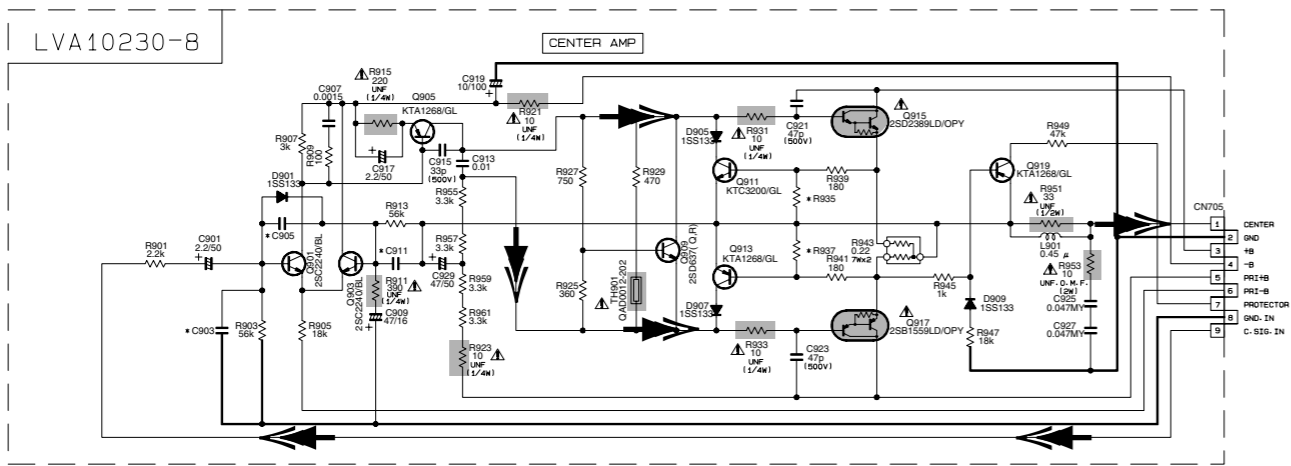 LVA10230-8
CENTER AMP
R915
220
UNF
(1/4W)
C907
0.0015
Q905
KTA1268/GL
C919
10/100
+
R921
10
UNF
(1/4W)
R907
3k
R909
100
+
C917
2.2/50
C915
33p
(500V)
C913
0.01
D901
1SS133
R955
3.3k
R913
56k
*C905
R901
2.2k
C901
2.2/50
+
Q901
2SC2240/BL
Q903
2SC2240/BL
*C911
R957
3.3k
+
C929
47/50
R911
390
UNF
(1/4W)
R959
3.3k
C909
47/16
+
R961
3.3k
*C903
R903
56k
R905
18k
R923
10
UNF
(1/4W)
R927
750
R929
470
R925
360
TH901
QAD0012-202
Q909
2SD637(Q,R)
D905
1SS133
R931
10
UNF
(1/4W)
C921
47p
(500V)
Q915
2SD2389LD/OPY
Q911
KTC3200/GL
R939
180
*R935
*R937
Q913
KTA1268/GL
R941
180
R943
0.22
7W×2
D907
1SS133
R933
10
UNF
(1/4W)
C923
47p
(500V)
Q917
2SB1559LD/OPY
R945
1k
D909
1SS133
R947
18k
R949
47k
Q919
KTA1268/GL
R951
33
UNF
(1/2W)
L901
0.45 μ
R953
10
UNF.O.M.F.
(2W)
C925
0.047MY
C927
0.047MY
CN705
1 CENTER
2 GND
3 +B
4 -B
5 PRI+B
6 PRI-B
7 PROTECTOR
8 GND.IN
9 C.SIG.IN